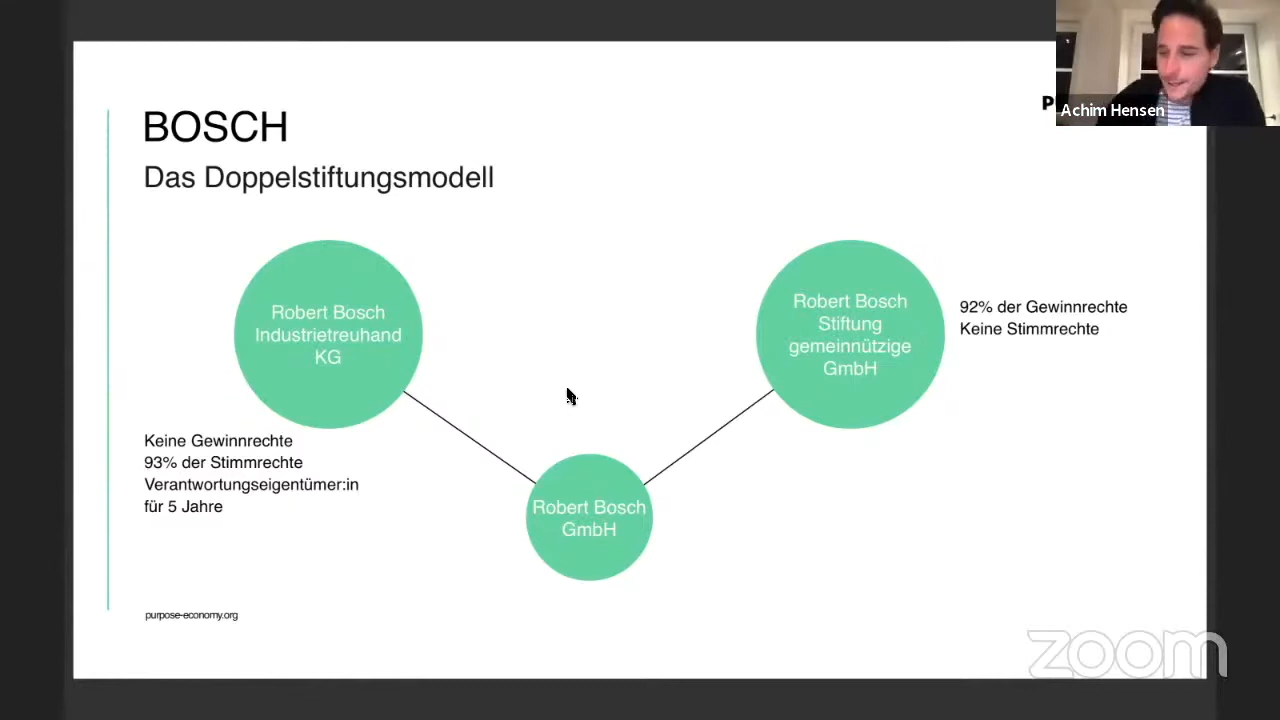 BOSCH
Das Doppelstiftungsmodell
P
Achim Hensen
Robert Bosch
Industrietreuhand
KG
Robert Bosch
Stiftung
gemeinnützige
GmbH
92% der Gewinnrechte
Keine Stimmrechte
Keine Gewinnrechte
93% der Stimmrechte
Verantwortungseigentümer:in
für 5 Jahre
Robert Bosch
GmbH
purpose-economy.org
zoom